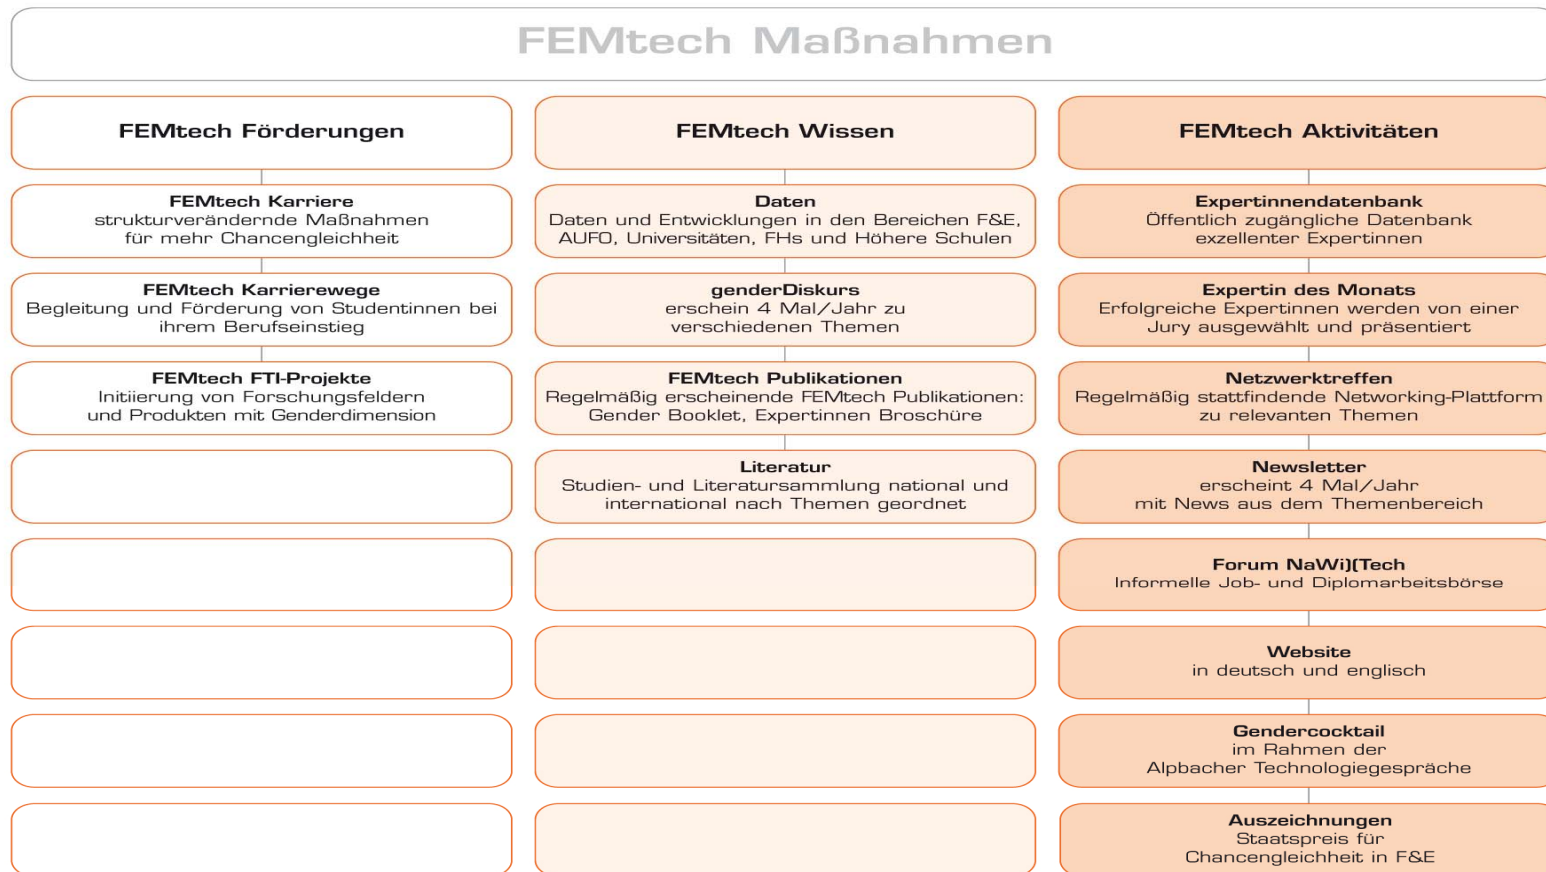 FEMtech Maßnahmen
FEMtech Förderungen
FEMtech Karriere
strukturverändernde Maßnahmen
für mehr Chancengleichheit
FEMtech Karrierewege
Begleitung und Förderung von Studentinnen bei
ihrem Berufseinstieg
FEMtech FTI-Projekte
Initiierung von Forschungsfeldern
und Produkten mit Genderdimension
FEMtech Wissen
Daten
Daten und Entwicklungen in den Bereichen F&E,
AUFO, Universitäten, FHs und Höhere Schulen
genderDiskurs
erschein 4 Mal/Jahr zu
verschiedenen Themen
FEMtech Publikationen
Regelmäßig erscheinende FEMtech Publikationen:
Gender Booklet, Expertinnen Broschüre
Literatur
Studien- und Literatursammlung national und
international nach Themen geordnet
FEMtech Aktivitäten
Expertinnendatenbank
Öffentlich zugängliche Datenbank
exzellenter Expertinnen
Expertin des Monats
Erfolgreiche Expertinnen werden von einer
Jury ausgewählt und präsentiert
Netzwerktreffen
Regelmäßig stattfindende Networking-Plattform
zu relevanten Themen
Newsletter
erscheint 4 Mal/Jahr
mit News aus dem Themenbereich
Forum NaWi)(Tech
Informelle Job- und Diplomarbeitsbörse
Website
in deutsch und englisch
Gendercocktail
im Rahmen der
Alpbacher Technologiegespräche
Auszeichnungen
Staatspreis für
Chancengleichheit in F&E